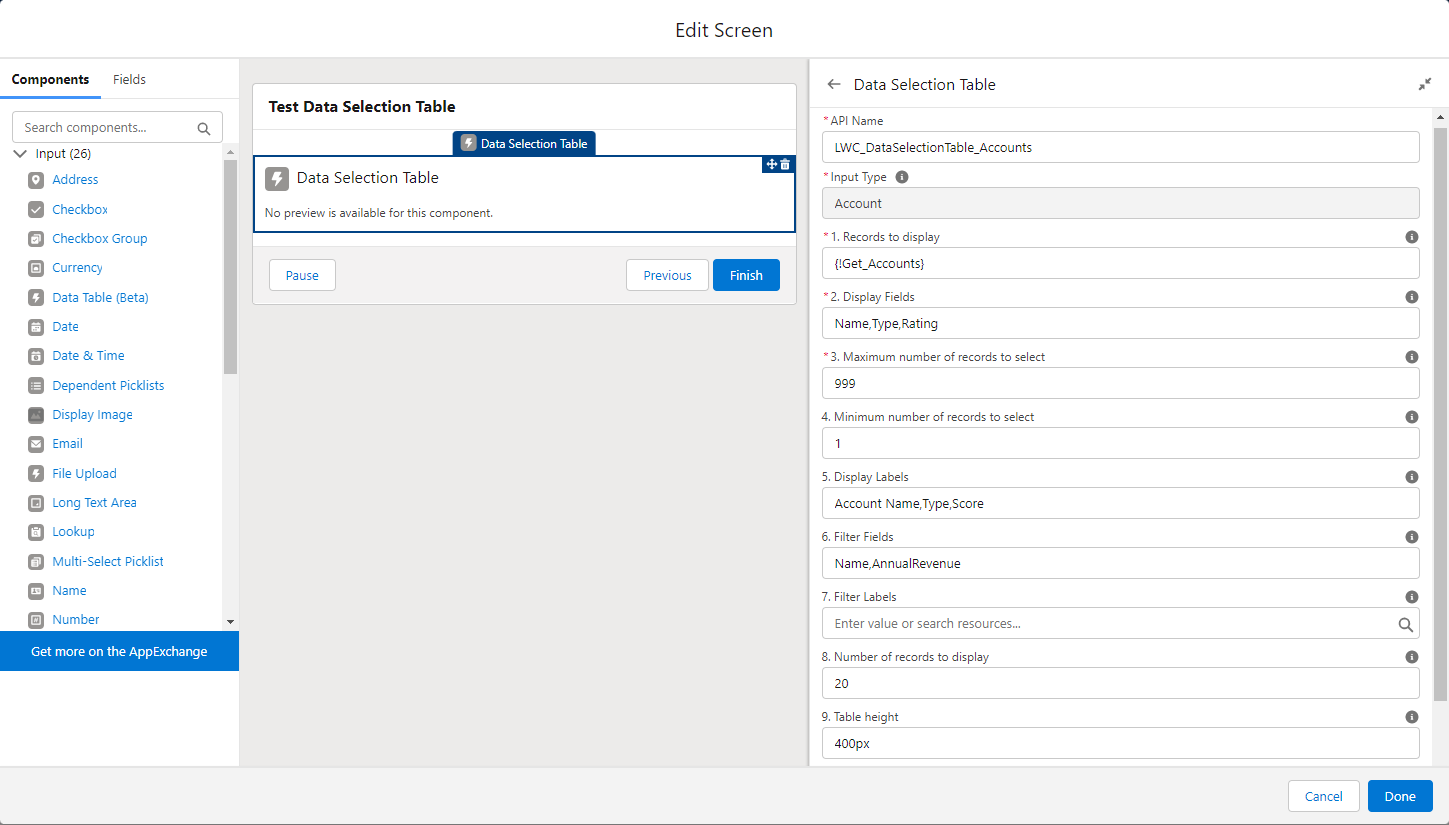 Edit Screen
Components Fields
Search components...
Input (26)
Address
Checkbox
Checkbox Group
Currency
Data Table (Beta)
Date
Date & Time
Dependent Picklists
Display Image
Email
File Upload
Long Text Area
Lookup
Multi-Select Picklist
Name
Number
Get more on the AppExchange
Test Data Selection Table
Data Selection Table
Data Selection Table
No preview is available for this component.
Pause Previous Finish
Data Selection Table
*API Name
LWC_DataSelectionTable_Accounts
*Input Type
Account
*1. Records to display
{!Get_Accounts}
*2. Display Fields
Name,Type,Rating
*3. Maximum number of records to select
999
4. Minimum number of records to select
1
5. Display Labels
Account Name,Type,Score
6. Filter Fields
Name,AnnualRevenue
7. Filter Labels
Enter value or search resources...
8. Number of records to display
20
9. Table height
400px
Cancel Done